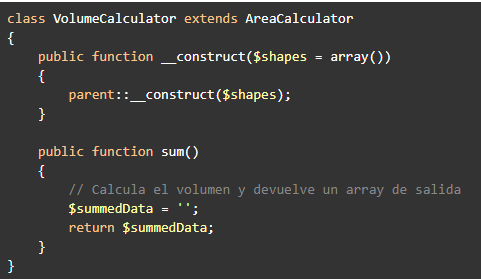 class VolumeCalculator extends AreaCalculator
{
    public function __construct($shapes = array())
    {
        parent::__construct($shapes);
    }

    public function sum()
    {
        // Calcula el volumen y devuelve un array de salida
        $summedData = '';
        return $summedData;
    }
}